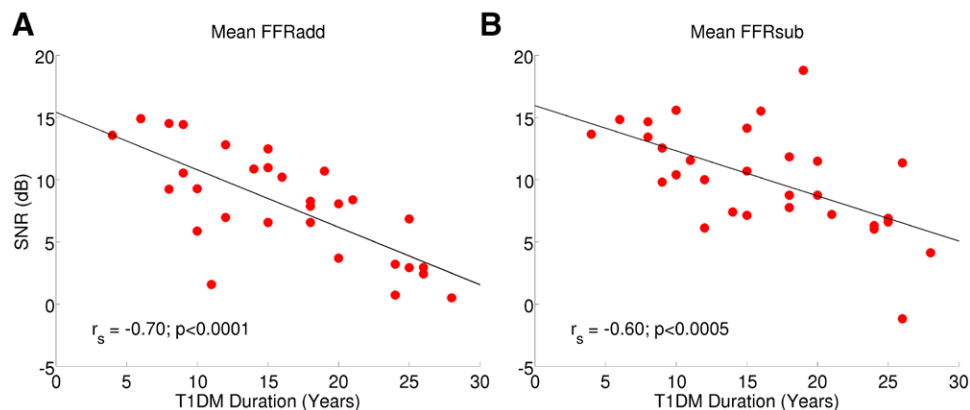 A
Mean FFRadd
SNR (dB)
20
15
10
5
0
-5
0 5 10 15 20 25 30
T1DM Duration (Years)
r_s = -0.70; p<0.0001
B
Mean FFRsub
20
15
10
5
0
-5
0 5 10 15 20 25 30
T1DM Duration (Years)
r_s = -0.60; p<0.0005